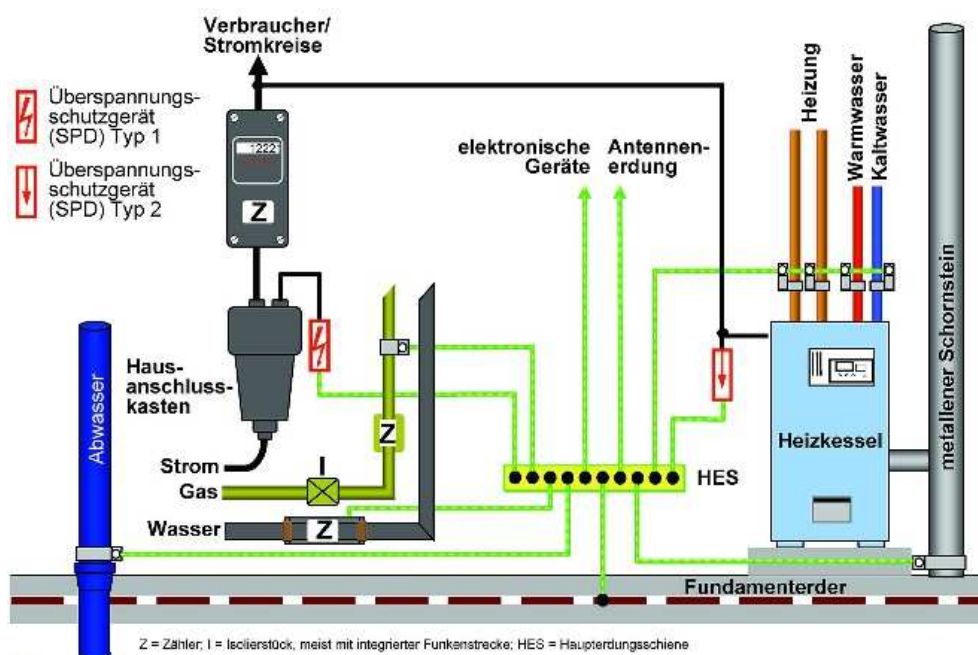 Verbraucher/
Stromkreise
Überspannungs-
schutzgerät
(SPD) Typ 1
Überspannungs-
schutzgerät
(SPD) Typ 2
1222
Z
elektronische
Geräte
Antennen-
erdung
Heizung
Warmwasser
Kaltwasser
metallener Schornstein
Abwasser
Haus-
anschluss-
kasten
Strom
Gas
I
Z
Wasser
Z
HES
Heizkessel
Fundamenterder
Z = Zähler; I = Isolierstück, meist mit integrierter Funkenstrecke; HES = Haupterdungsschiene